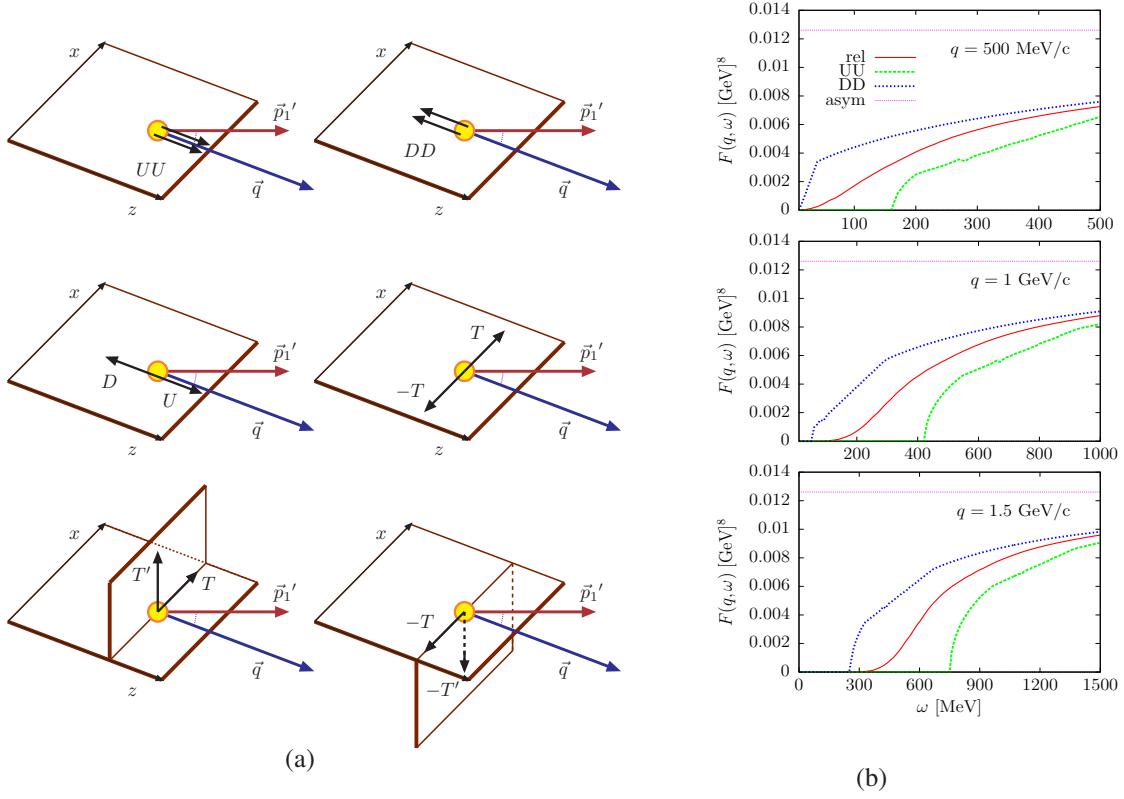 x
UU
z
p⃗₁′
q⃗
x
DD
z
p⃗₁′
q⃗
x
D
U
z
p⃗₁′
q⃗
x
T
−T
z
p⃗₁′
q⃗
x
T′
T
z
p⃗₁′
q⃗
x
−T
−T′
z
p⃗₁′
q⃗
(a)
F(q, ω) [GeV]⁸
0.014
0.012
0.01
0.008
0.006
0.004
0.002
0
q = 500 MeV/c
rel
UU
DD
asym
100 200 300 400 500
F(q, ω) [GeV]⁸
0.014
0.012
0.01
0.008
0.006
0.004
0.002
0
q = 1 GeV/c
200 400 600 800 1000
F(q, ω) [GeV]⁸
0.014
0.012
0.01
0.008
0.006
0.004
0.002
0
q = 1.5 GeV/c
0 300 600 900 1200 1500
ω [MeV]
(b)